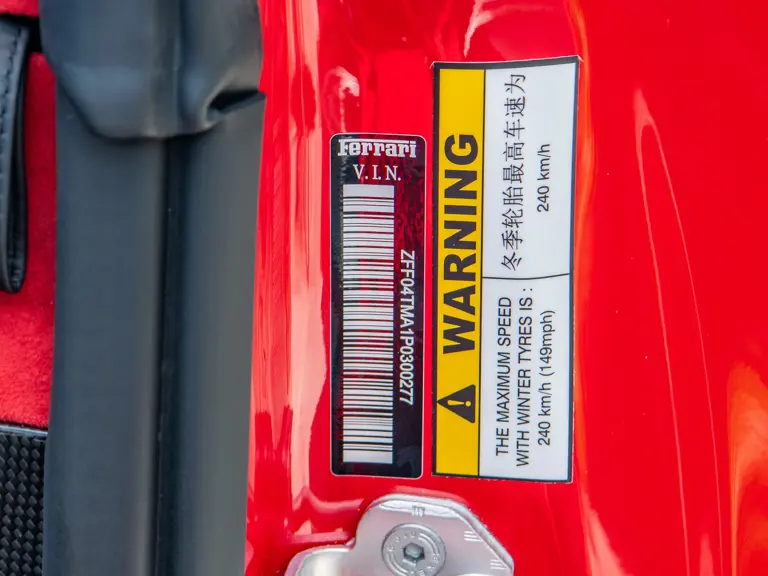 Ferrari
V.I.N.
ZFF04TMA1P0300277
WARNING
THE MAXIMUM SPEED
WITH WINTER TYRES IS :
240 km/h (149mph)
冬季轮胎最高车速为
240 km/h